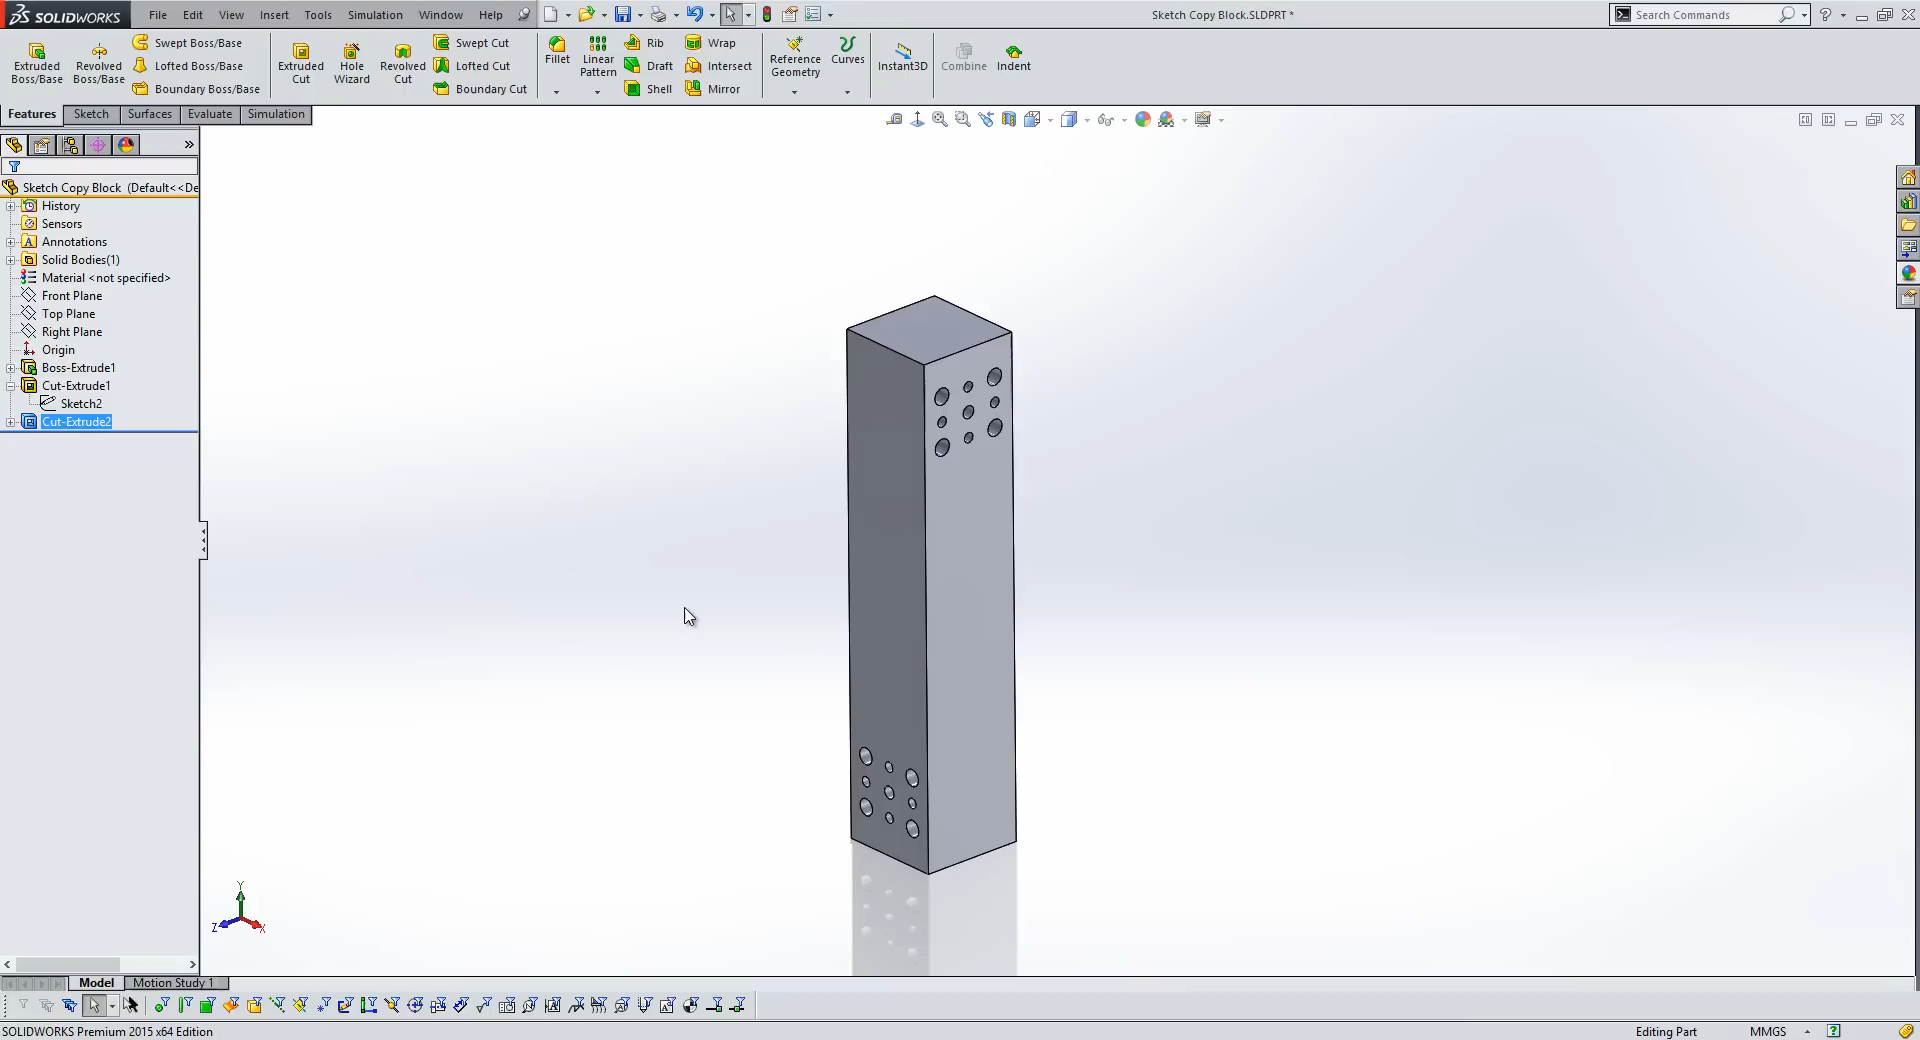 SOLIDWORKS File Edit View Insert Tools Simulation Window Help Sketch Copy Block.SLDPRT * Search Commands
Extruded Boss/Base
Revolved Boss/Base
Swept Boss/Base
Lofted Boss/Base
Boundary Boss/Base
Extruded Cut
Hole Wizard
Revolved Cut
Swept Cut
Lofted Cut
Boundary Cut
Fillet
Linear Pattern
Rib
Draft
Shell
Wrap
Intersect
Mirror
Reference Geometry
Curves
Instant3D
Combine
Indent
Features Sketch Surfaces Evaluate Simulation
Sketch Copy Block (Default<<De
History
Sensors
Annotations
Solid Bodies(1)
Material <not specified>
Front Plane
Top Plane
Right Plane
Origin
Boss-Extrude1
Cut-Extrude1
Sketch2
Cut-Extrude2
Y
Z X
Model Motion Study 1
SOLIDWORKS Premium 2015 x64 Edition Editing Part MMGS